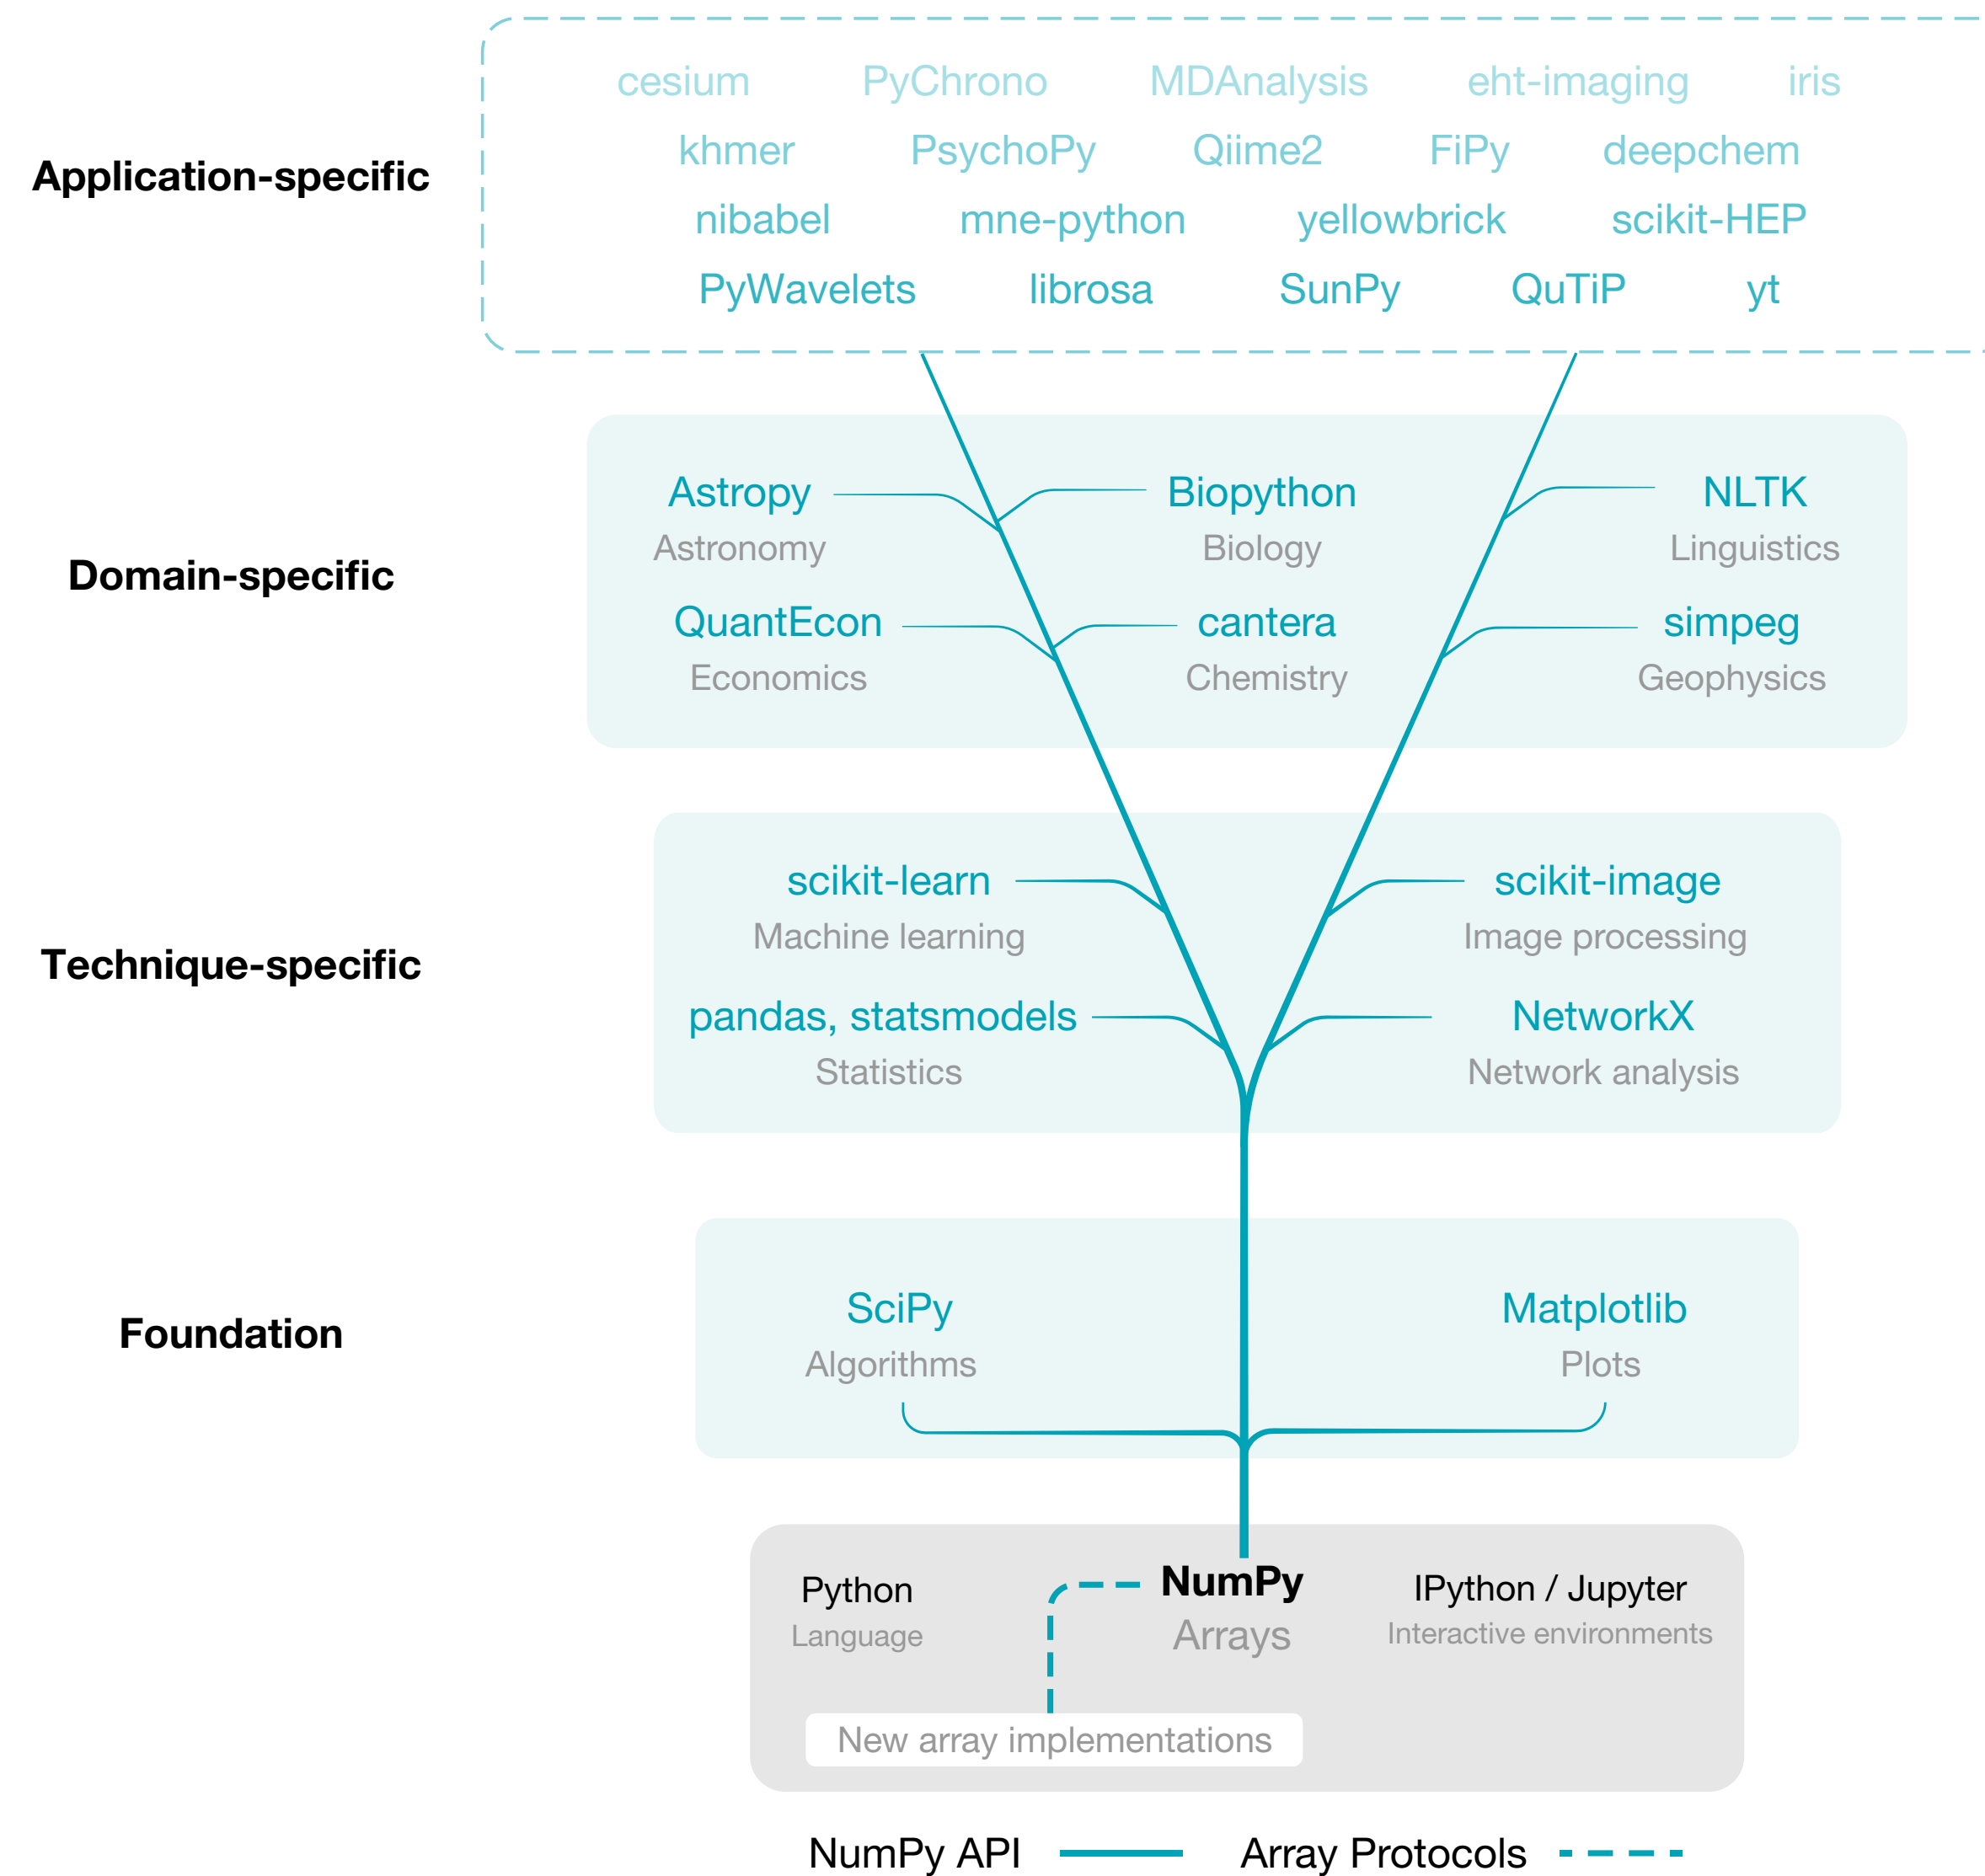 cesium PyChrono MDAnalysis eht-imaging iris
khmer PsychoPy Qiime2 FiPy deepchem
Application-specific
nibabel mne-python yellowbrick scikit-HEP
PyWavelets librosa SunPy QuTiP yt
Astropy Biopython NLTK
Astronomy Biology Linguistics
Domain-specific
QuantEcon cantera simpeg
Economics Chemistry Geophysics
scikit-learn scikit-image
Machine learning Image processing
Technique-specific
pandas, statsmodels NetworkX
Statistics Network analysis
SciPy Matplotlib
Foundation
Algorithms Plots
Python NumPy IPython / Jupyter
Language Arrays Interactive environments
New array implementations
NumPy API Array Protocols